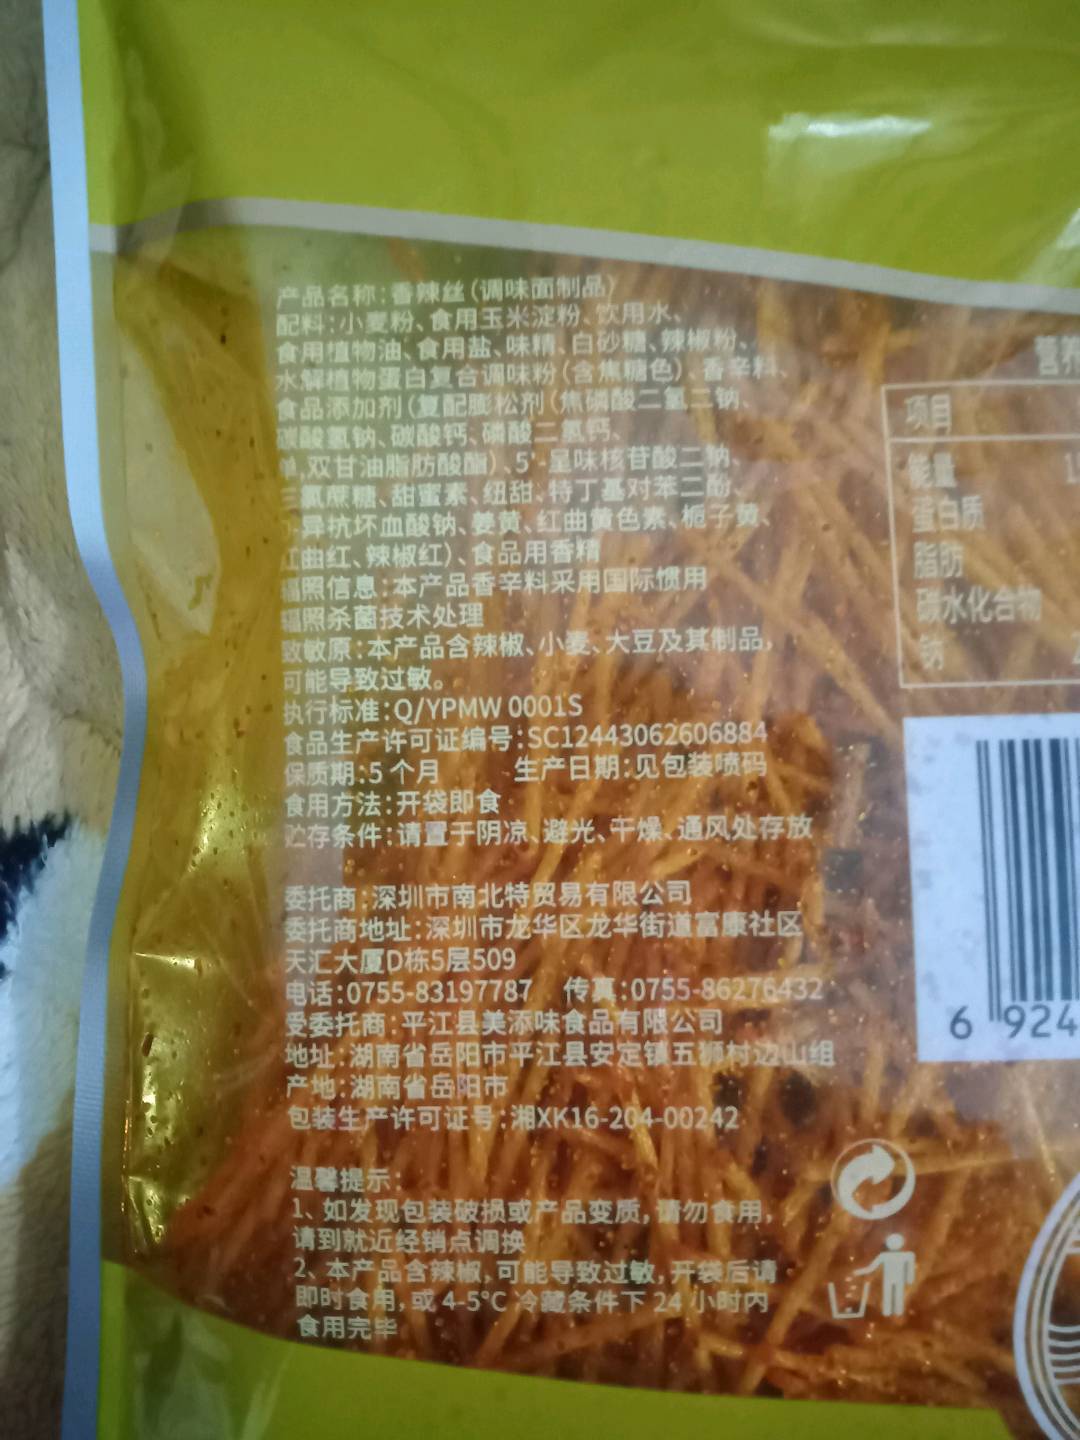 产品名称:香辣丝(调味面制品)
配料:小麦粉、食用玉米淀粉、饮用水、
食用植物油、食用盐、味精、白砂糖、辣椒粉、
水解植物蛋白复合调味粉(含焦糖色)、香辛料、
食品添加剂(复配膨松剂(焦磷酸二氢二钠、
碳酸氢钠、碳酸钙、磷酸二氢钙、
单,双甘油脂肪酸酯)、5'-呈味核苷酸二钠、
三氯蔗糖、甜蜜素、纽甜、特丁基对苯二酚、
异抗坏血酸钠、姜黄、红曲黄色素、栀子黄、
红曲红、辣椒红)、食品用香精
辐照信息:本产品香辛料采用国际惯用
辐照杀菌技术处理
致敏原:本产品含辣椒、小麦、大豆及其制品,
可能导致过敏。
执行标准:Q/YPMW 0001S
食品生产许可证编号:SC12443062606884
保质期:5 个月 生产日期:见包装喷码
食用方法:开袋即食
贮存条件:请置于阴凉、避光、干燥、通风处存放
委托商:深圳市南北特贸易有限公司
委托商地址:深圳市龙华区龙华街道富康社区
天汇大厦D栋5层509
电话:0755-83197787 传真:0755-86276432
受委托商:平江县美添味食品有限公司
地址:湖南省岳阳市平江县安定镇五狮村边山组
产地:湖南省岳阳市
包装生产许可证号:湘XK16-204-00242
温馨提示:
1、如发现包装破损或产品变质,请勿食用,
请到就近经销点调换
2、本产品含辣椒,可能导致过敏,开袋后请
即时食用,或 4-5℃ 冷藏条件下 24 小时内
食用完毕
营养
项目
能量
蛋白质
脂肪
碳水化合物
钠
6 924